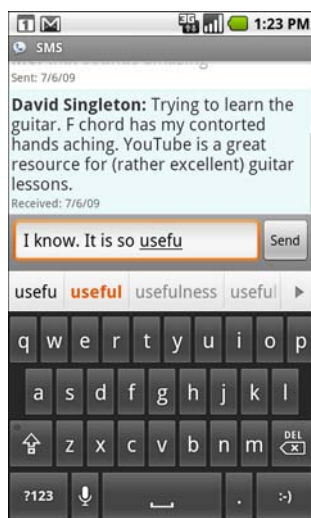 1 1:23 PM
SMS
Sent: 7/6/09
David Singleton: Trying to learn the
guitar. F chord has my contorted
hands aching. YouTube is a great
resource for (rather excellent) guitar
lessons.
Received: 7/6/09
I know. It is so usefu Send
usefu useful usefulness useful
q w e r t y u i o p
a s d f g h j k l
z x c v b n m DEL
?123 . :-)